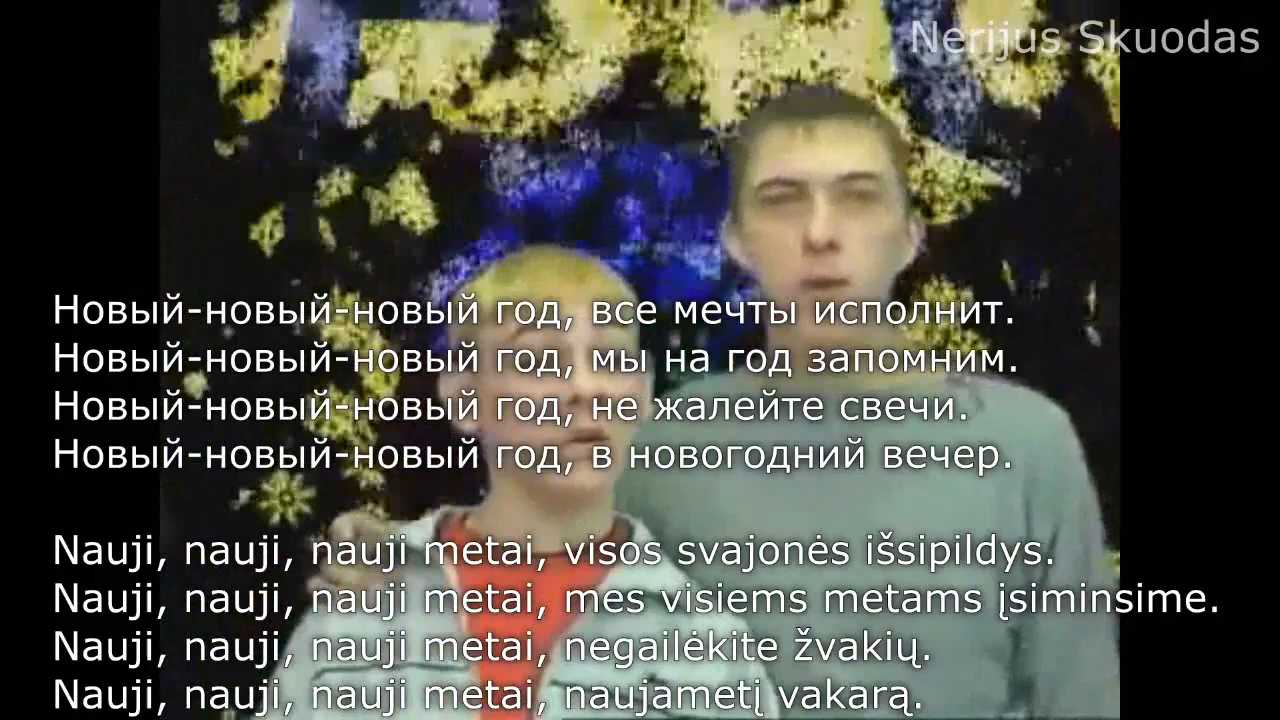 Nerijus Skuodas
Новый-новый-новый год, все мечты исполнит.
Новый-новый-новый год, мы на год запомним.
Новый-новый-новый год, не жалейте свечи.
Новый-новый-новый год, в новогодний вечер.
Nauji, nauji, nauji metai, visos svajonės išsipildys.
Nauji, nauji, nauji metai, mes visiems metams įsiminsime.
Nauji, nauji, nauji metai, negailėkite žvakių.
Nauji, nauji, nauji metai, naujametį vakarą.